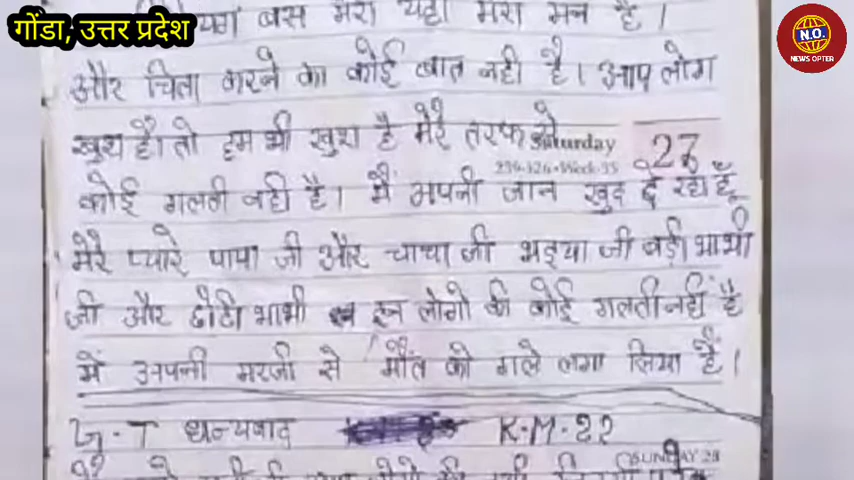 गोंडा, उत्तर प्रदेश
N.O.
NEWS OPTER
बस मेरा यही मेरा मन है।
और चिंता करने का कोई बात नही है। आप लोग
खुश है। तो हम भी खुश है मेरे तरफ से
Saturday 27
239-126 • Week-35
कोई गलती नही है। मैं अपनी जान खुद दे रहा हूँ
मेरे प्यारे पापा जी और चाचा जी भइया जी बड़ी भाभी
जी और छोटी भाभी इन लोगो की कोई गलती नहीं है
में अपनी मरजी से मौत को गले लगा लिया हैं।
धन्यवाद K.M.22
SUNDAY 28